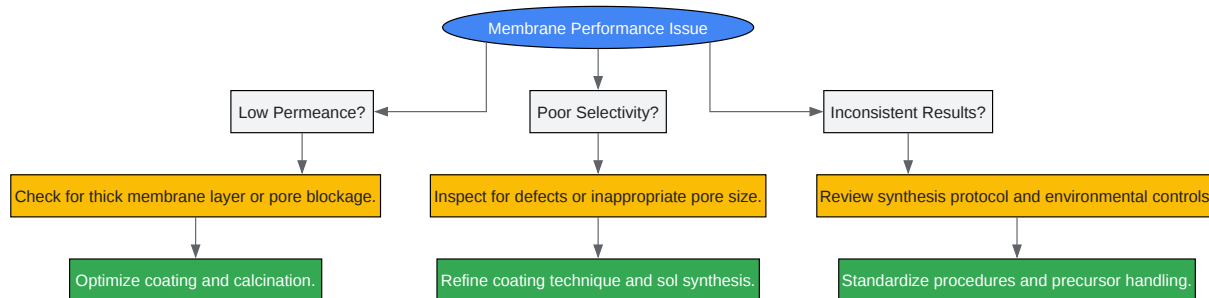 Membrane Performance Issue
Low Permeance?
Poor Selectivity?
Inconsistent Results?
Check for thick membrane layer or pore blockage.
Inspect for defects or inappropriate pore size.
Review synthesis protocol and environmental controls
Optimize coating and calcination.
Refine coating technique and sol synthesis.
Standardize procedures and precursor handling.